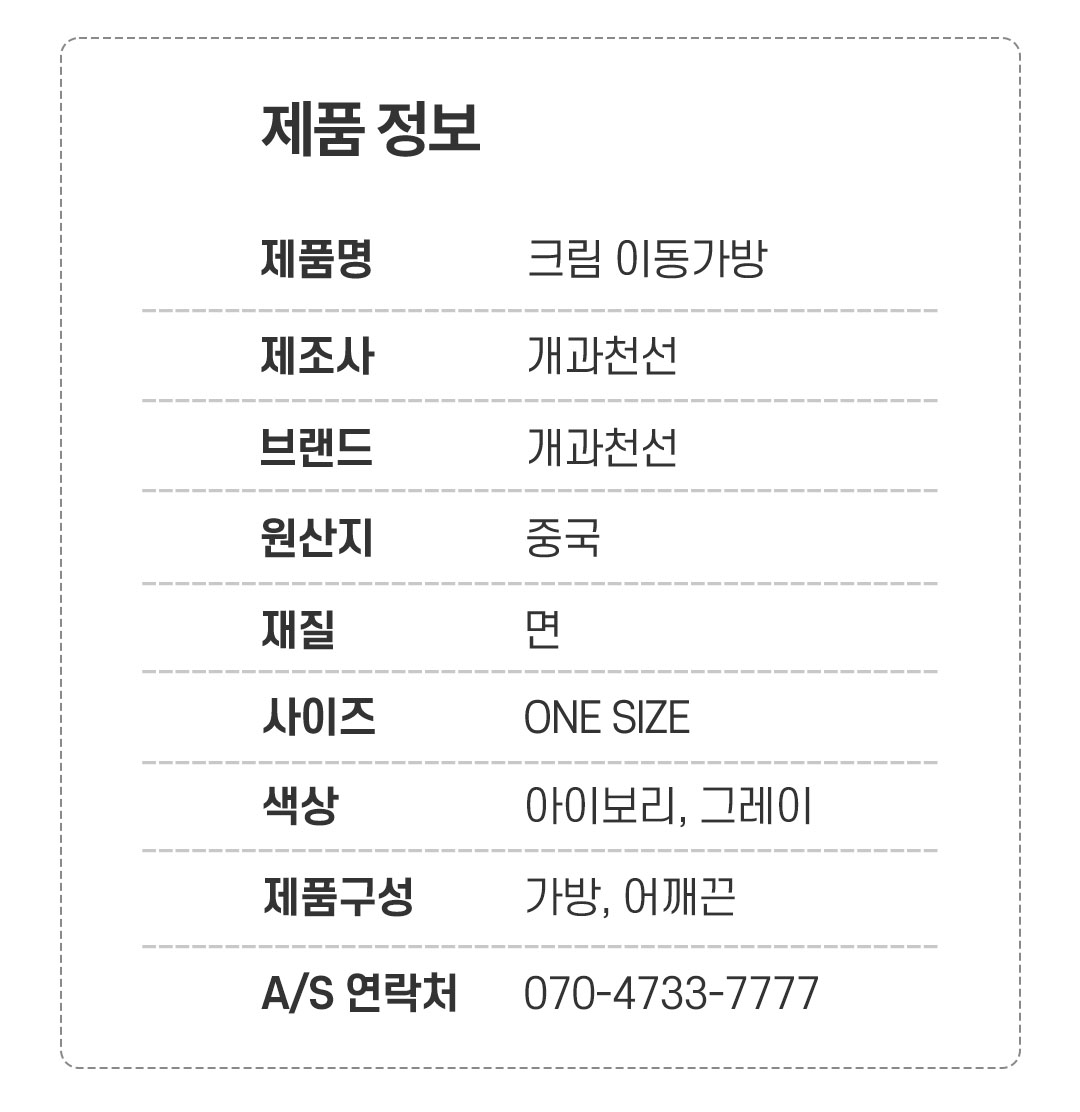 제품 정보
제품명 크림 이동가방
제조사 개과천선
브랜드 개과천선
원산지 중국
재질 면
사이즈 ONE SIZE
색상 아이보리, 그레이
제품구성 가방, 어깨끈
A/S 연락처 070-4733-7777